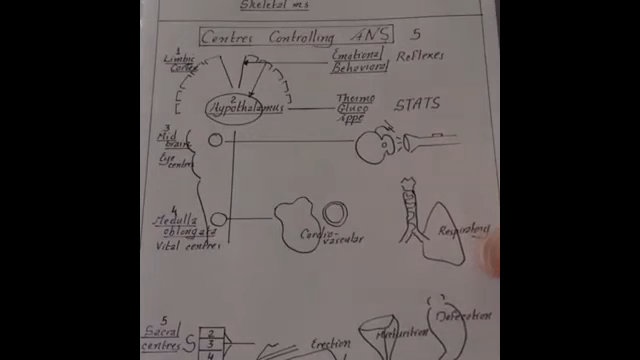 Skeletal ms
Centres Controlling ANS 5
1
Limbic
Cortex
Emotional
Behavioral
Reflexes
2
Hypothalamus
Thermo
Gluco
Appe
STATS
3
Mid
brain
Eye
centres
4
Medulla
oblongata
Vital centres
Cardio-
vascular
Respiratory
5
Sacral
centres
S
2
3
4
Erection
Micturition
Defecation